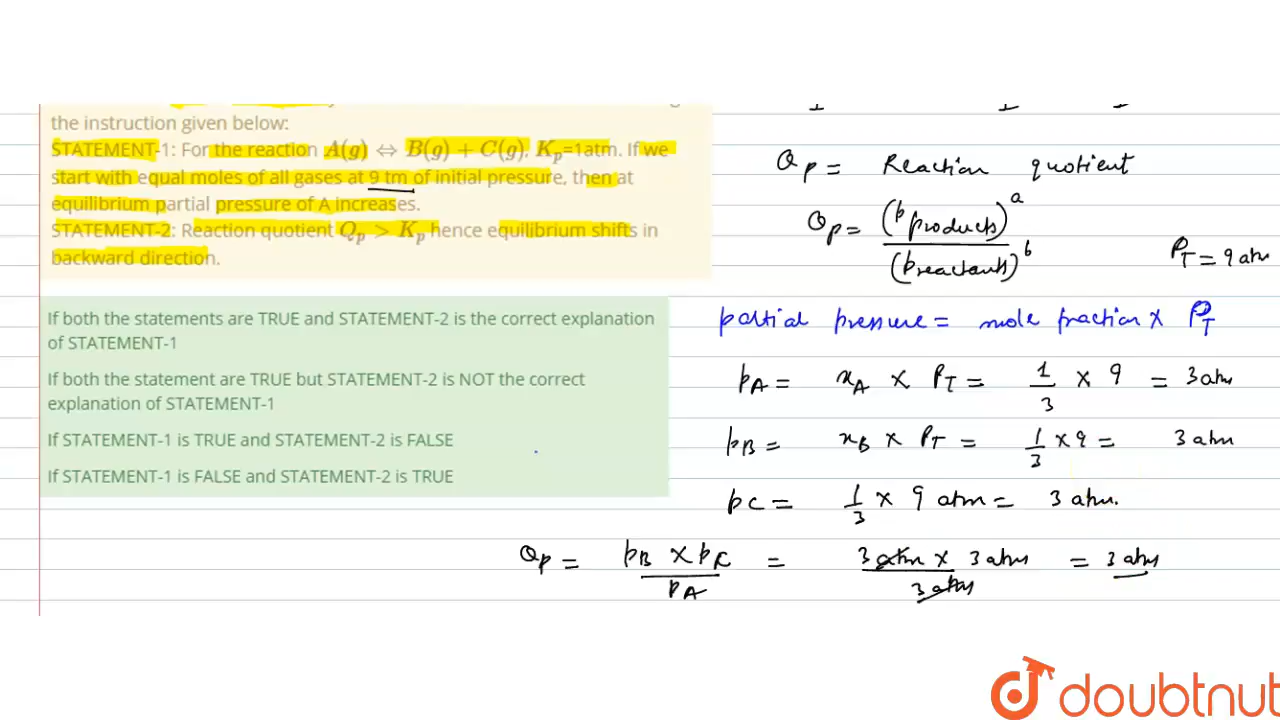 the instruction given below:
STATEMENT-1: For the reaction A(g) ⇔ B(g) + C(g), Kp=1atm. If we
start with equal moles of all gases at 9 tm of initial pressure, then at
equilibrium partial pressure of A increases.
STATEMENT-2: Reaction quotient Qp > Kp hence equilibrium shifts in
backward direction.
If both the statements are TRUE and STATEMENT-2 is the correct explanation
of STATEMENT-1
If both the statement are TRUE but STATEMENT-2 is NOT the correct
explanation of STATEMENT-1
If STATEMENT-1 is TRUE and STATEMENT-2 is FALSE
If STATEMENT-1 is FALSE and STATEMENT-2 is TRUE
Qp = Reaction quotient
Qp = (p products)^a / (p reactants)^b
PT = 9 atm
partial pressure = mole fraction x PT
pA = xA x PT = 1/3 x 9 = 3 atm
pB = xB x PT = 1/3 x 9 = 3 atm
pC = 1/3 x 9 atm = 3 atm.
Qp = pB x pC / pA = 3 atm x 3 atm / 3 atm = 3 atm
doubtnut